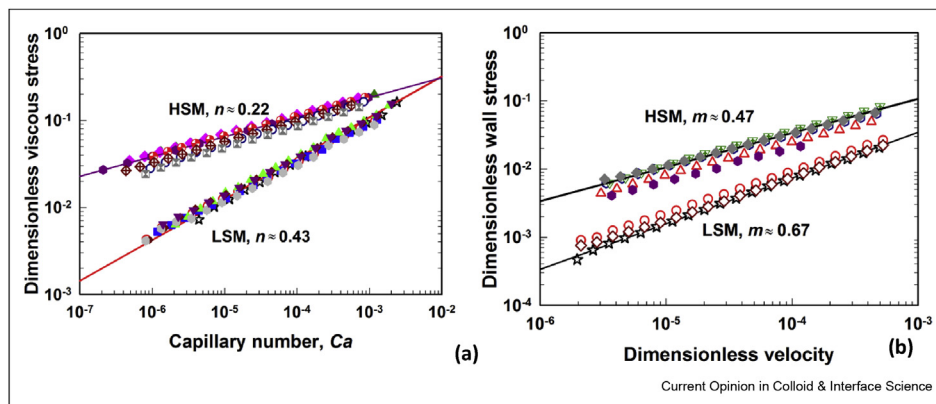 Dimensionless viscous stress
10⁰
10⁻¹
10⁻²
10⁻³
HSM, n ≈ 0.22
LSM, n ≈ 0.43
10⁻⁷ 10⁻⁶ 10⁻⁵ 10⁻⁴ 10⁻³ 10⁻²
Capillary number, Ca
(a)
Dimensionless wall stress
10⁰
10⁻¹
10⁻²
10⁻³
10⁻⁴
HSM, m ≈ 0.47
LSM, m ≈ 0.67
10⁻⁶ 10⁻⁵ 10⁻⁴ 10⁻³
Dimensionless velocity
(b)
Current Opinion in Colloid & Interface Science